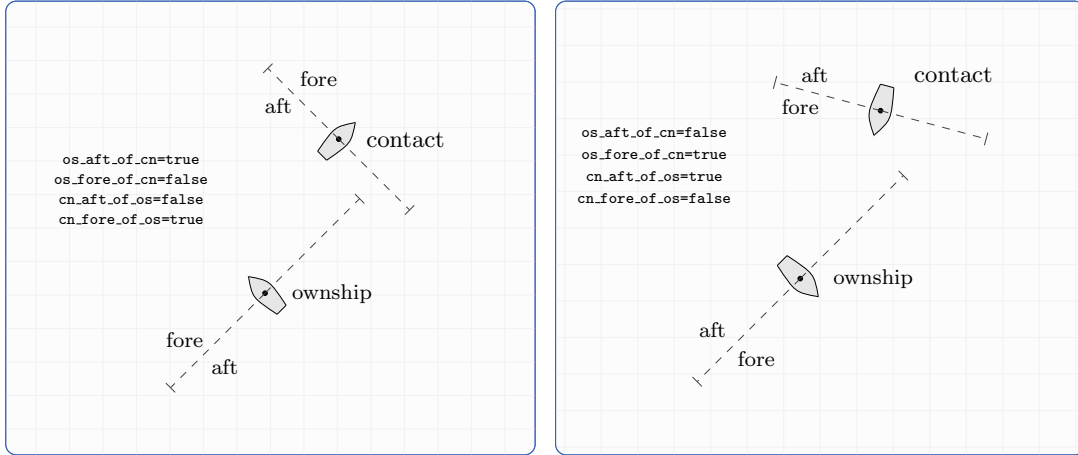 fore
aft
contact
os_aft_of_cn=true
os_fore_of_cn=false
cn_aft_of_os=false
cn_fore_of_os=true
ownship
fore
aft
aft
contact
fore
os_aft_of_cn=false
os_fore_of_cn=true
cn_aft_of_os=true
cn_fore_of_os=false
ownship
aft
fore